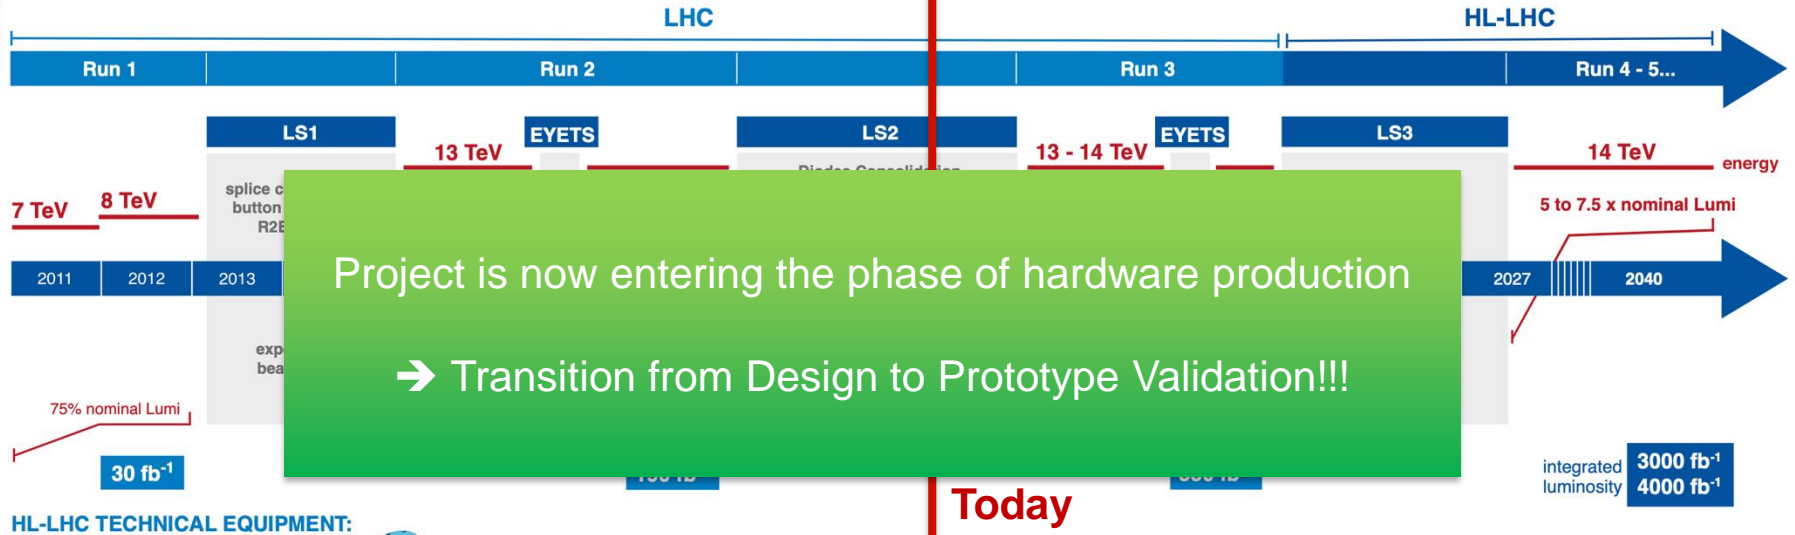 LHC
HL-LHC
Run 1
Run 2
Run 3
Run 4 - 5...
LS1
EYETS
LS2
EYETS
LS3
13 TeV
13 - 14 TeV
14 TeV
energy
7 TeV
8 TeV
splice
button
5 to 7.5 x nominal Lumi
2011
2012
2013
2027
2040
Project is now entering the phase of hardware production
➔ Transition from Design to Prototype Validation!!!
75% nominal Lumi
30 fb-1
integrated luminosity
3000 fb-1
4000 fb-1
Today
HL-LHC TECHNICAL EQUIPMENT: